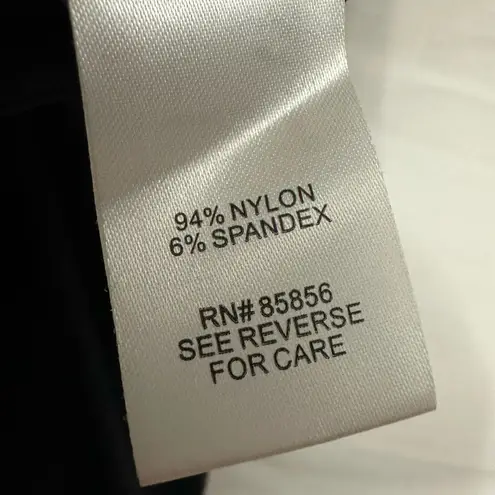 94% NYLON
6% SPANDEX
RN# 85856
SEE REVERSE
FOR CARE